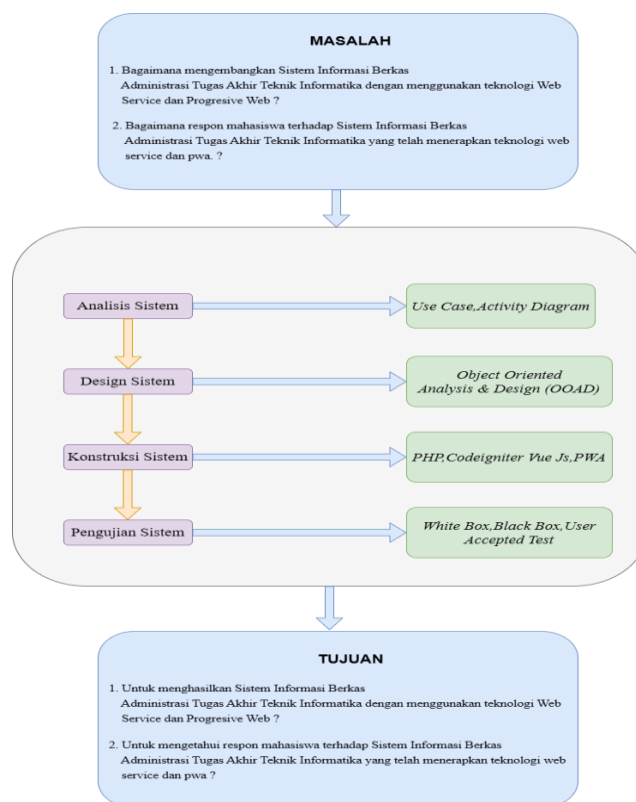 MASALAH
1. Bagaimana mengembangkan Sistem Informasi Berkas
Administrasi Tugas Akhir Teknik Informatika dengan menggunakan teknologi Web
Service dan Progresive Web ?
2. Bagaimana respon mahasiswa terhadap Sistem Informasi Berkas
Administrasi Tugas Akhir Teknik Informatika yang telah menerapkan teknologi web
service dan pwa. ?
Analisis Sistem
Use Case,Activity Diagram
Design Sistem
Object Oriented
Analysis & Design (OOAD)
Konstruksi Sistem
PHP,Codeigniter Vue Js,PWA
Pengujian Sistem
White Box,Black Box,User
Accepted Test
TUJUAN
1. Untuk menghasilkan Sistem Informasi Berkas
Administrasi Tugas Akhir Teknik Informatika dengan menggunakan teknologi Web
Service dan Progresive Web ?
2. Untuk mengetahui respon mahasiswa terhadap Sistem Informasi Berkas
Administrasi Tugas Akhir Teknik Informatika yang telah menerapkan teknologi web
service dan pwa ?